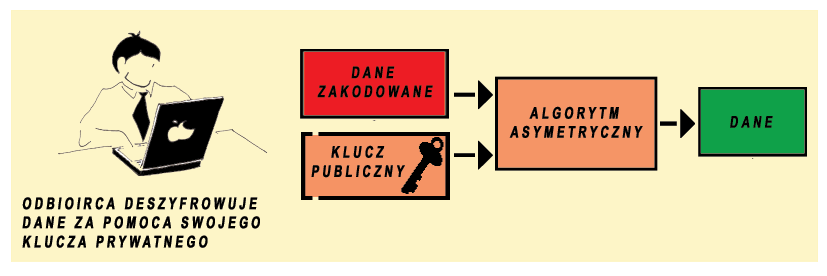 DANE
ZAKODOWANE
KLUCZ
PUBLICZNY
ALGORYTM
ASYMETRYCZNY
DANE
ODBIOIRCA DESZYFROWUJE
DANE ZA POMOCA SWOJEGO
KLUCZA PRYWATNEGO